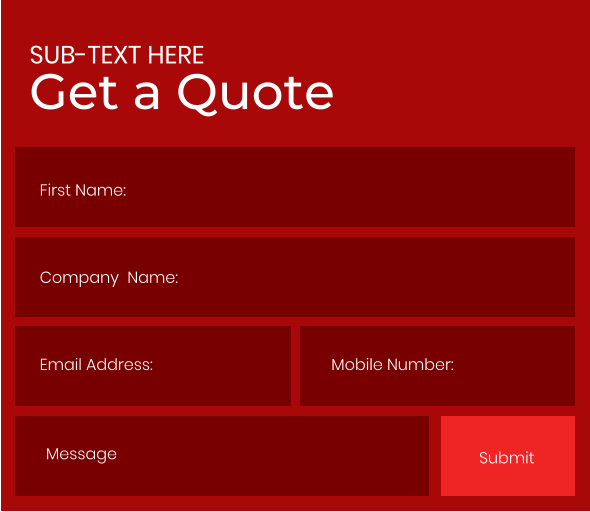 SUB-TEXT HERE
Get a Quote
First Name:
Company  Name:
Email Address:
Mobile Number:
Message
Submit